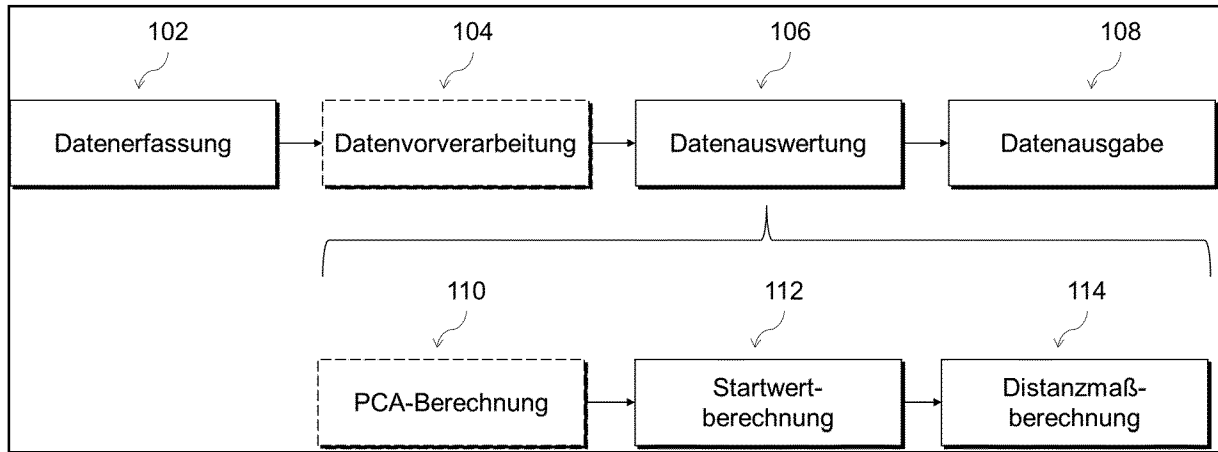 102 104 106 108
Datenerfassung Datenvorverarbeitung Datenauswertung Datenausgabe
110 112 114
PCA-Berechnung Startwert- Distanzmaß-
berechnung berechnung